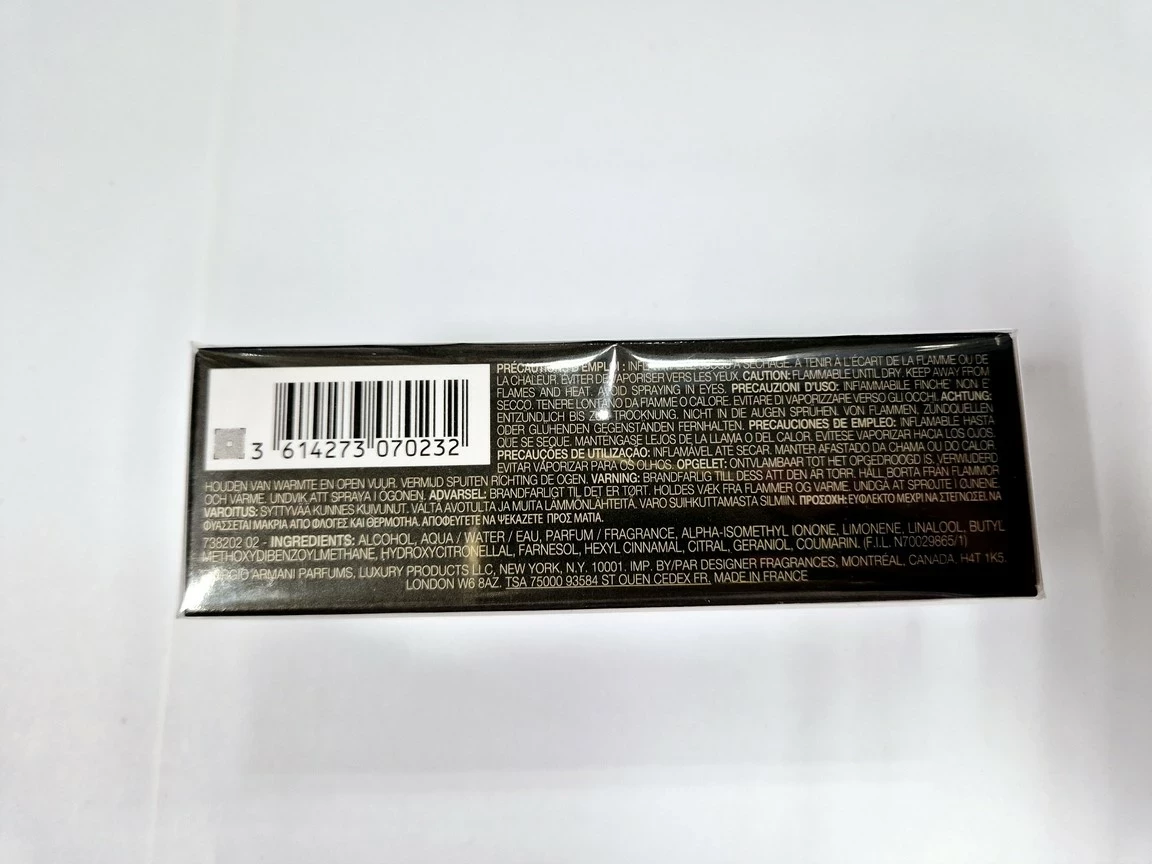 3 614273 070232
PRÉCAUTIONS D'EMPLOI : INFLAMMABLE JUSQU'À SÉCHAGE. À TENIR À L'ÉCART DE LA FLAMME OU DE
LA CHALEUR. EVITER DE VAPORISER VERS LES YEUX. CAUTION: FLAMMABLE UNTIL DRY. KEEP AWAY FROM
FLAMES AND HEAT. AVOID SPRAYING IN EYES. PRECAUZIONI D'USO: INFIAMMABILE FINCHE' NON E'
SECCO. TENERE LONTANO DA FIAMME O CALORE. EVITARE DI VAPORIZZARE VERSO GLI OCCHI. ACHTUNG:
ENTZÜNDLICH BIS ZUR TROCKNUNG. NICHT IN DIE AUGEN SPRUHEN. VON FLAMMEN, ZUNDQUELLEN
ODER GLUHENDEN GEGENSTANDEN FERNHALTEN. PRECAUCIONES DE EMPLEO: INFLAMABLE HASTA
QUE SE SEQUE. MANTÉNGASE LEJOS DE LA LLAMA O DEL CALOR. EVITESE VAPORIZAR HACIA LOS OJOS.
PRECAUÇÕES DE UTILIZAÇÃO: INFLAMÁVEL ATE SECAR. MANTER AFASTADO DA CHAMA OU DO CALOR.
EVITAR VAPORIZAR PARA OS OLHOS. OPGELET: ONTVLAMBAAR TOT HET OPGEDROOGD IS. VERWIJDERD
HOUDEN VAN WARMTE EN OPEN VUUR. VERMIJD SPUITEN RICHTING DE OGEN. VARNING: BRANDFARLIG TILL DESS ATT DEN ÄR TORR. HÅLL BORTA FRÅN FLAMMOR
OCH VÄRME. UNDVIK ATT SPRAYA I ÖGONEN. ADVARSEL: BRANDFARLIGT TIL DET ER TØRT. HOLDES VÆK FRA FLAMMER OG VARME. UNDGÅ AT SPRØJTE I ØJNENE.
VAROITUS: SYTTYVÄÄ KUNNES KUIVUNUT. VÄLTÄ AVOTULTA JA MUITA LÄMMÖNLÄHTEITÄ. VARO SUIHKUTTAMASTA SILMIIN. ΠΡΟΣΟΧΗ: ΕΥΦΛΕΚΤΟ ΜΕΧΡΙ ΝΑ ΣΤΕΓΝΩΣΕΙ, ΝΑ
ΦΥΛΑΣΣΕΤΑΙ ΜΑΚΡΙΑ ΑΠΟ ΦΛΟΓΕΣ ΚΑΙ ΘΕΡΜΟΤΗΤΑ. ΑΠΟΦΕΥΓΕΤΕ ΝΑ ΨΕΚΑΖΕΤΕ ΠΡΟΣ ΜΑΤΙΑ.
738202 02 - INGREDIENTS: ALCOHOL, AQUA / WATER / EAU, PARFUM / FRAGRANCE, ALPHA-ISOMETHYL IONONE, LIMONENE, LINALOOL, BUTYL
METHOXYDIBENZOYLMETHANE, HYDROXYCITRONELLAL, FARNESOL, HEXYL CINNAMAL, CITRAL, GERANIOL, COUMARIN. (F.I.L. N70029865/1)
GIORGIO ARMANI PARFUMS, LUXURY PRODUCTS LLC, NEW YORK, N.Y. 10001. IMP. BY/PAR DESIGNER FRAGRANCES, MONTRÉAL, CANADA, H4T 1K5.
LONDON W6 8AZ. TSA 75000 93584 ST OUEN CEDEX FR. MADE IN FRANCE